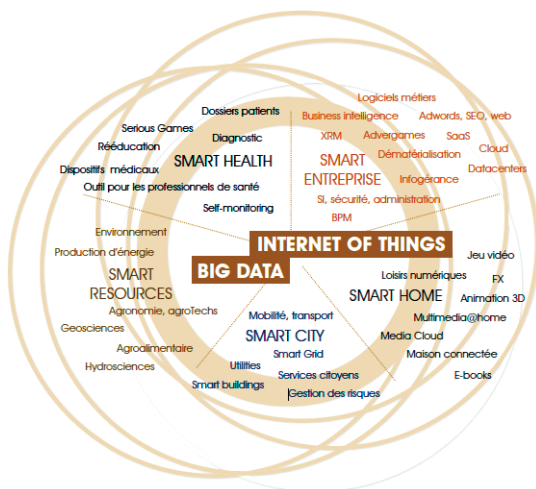 Logiciels métiers
Dossiers patients
Business intelligence
Adwords, SEO, web
Serious Games
Diagnostic
XRM
Advergames
SaaS
Rééducation
SMART HEALTH
SMART
ENTREPRISE
Dématérialisation
Cloud
Dispositifs médicaux
Infogérance
Datacenters
Outil pour les professionnels de santé
SI, sécurité, administration
Self-monitoring
BPM
Environnement
INTERNET OF THINGS
BIG DATA
Production d'énergie
SMART
RESOURCES
Agronomie, agroTechs
Geosciences
Agroalimentaire
Hydrosciences
Mobilité, transport
SMART CITY
Smart Grid
Utilities
Services citoyens
Smart buildings
Gestion des risques
Jeu vidéo
Loisirs numériques
FX
SMART HOME
Animation 3D
Multimedia@home
Media Cloud
Maison connectée
E-books